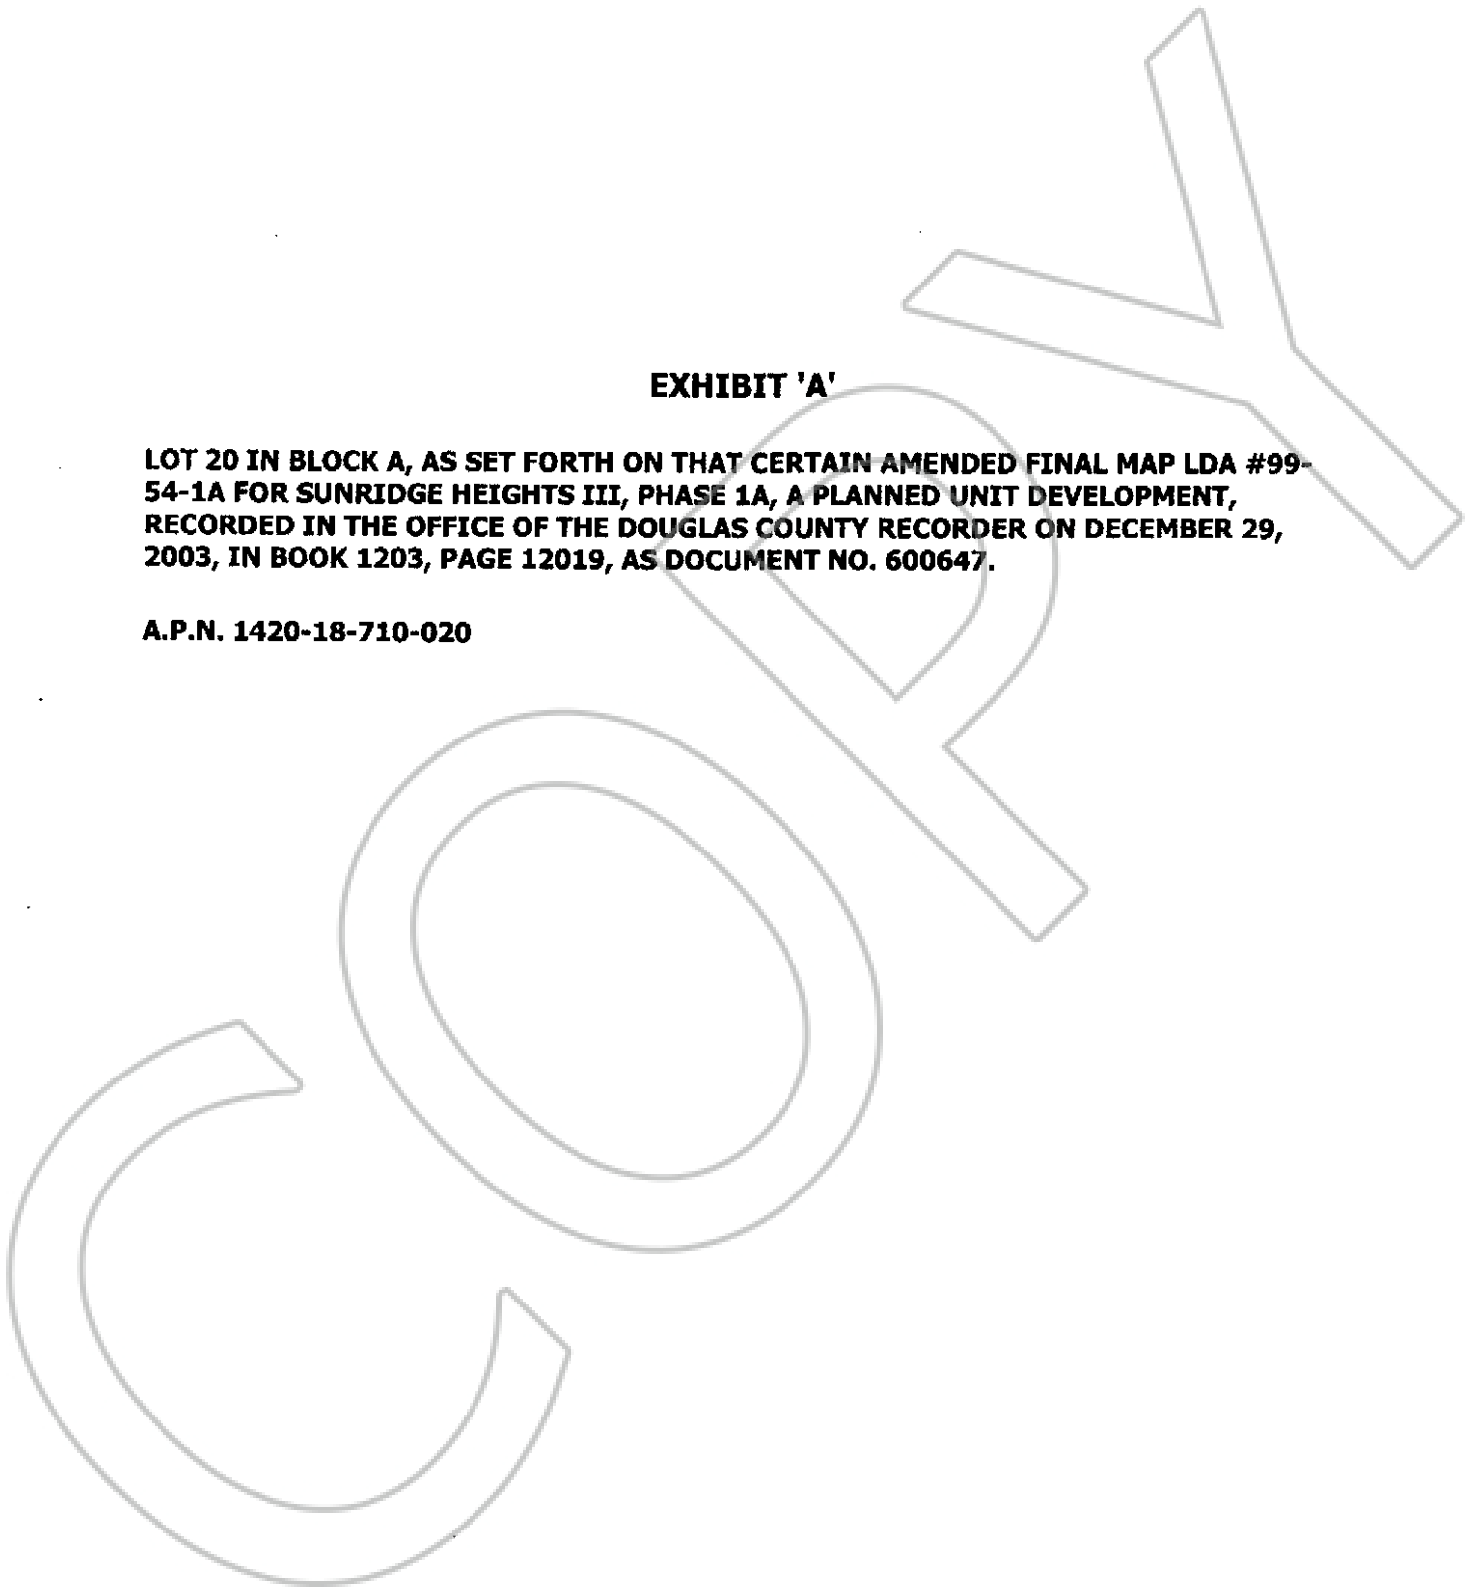 EXHIBIT 'A'
LOT 20 IN BLOCK A, AS SET FORTH ON THAT CERTAIN AMENDED FINAL MAP LDA #99-
54-1A FOR SUNRIDGE HEIGHTS III, PHASE 1A, A PLANNED UNIT DEVELOPMENT,
RECORDED IN THE OFFICE OF THE DOUGLAS COUNTY RECORDER ON DECEMBER 29,
2003, IN BOOK 1203, PAGE 12019, AS DOCUMENT NO. 600647.
A.P.N. 1420-18-710-020
COPY